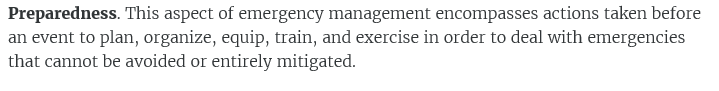 Preparedness. This aspect of emergency management encompasses actions taken before
an event to plan, organize, equip, train, and exercise in order to deal with emergencies
that cannot be avoided or entirely mitigated.